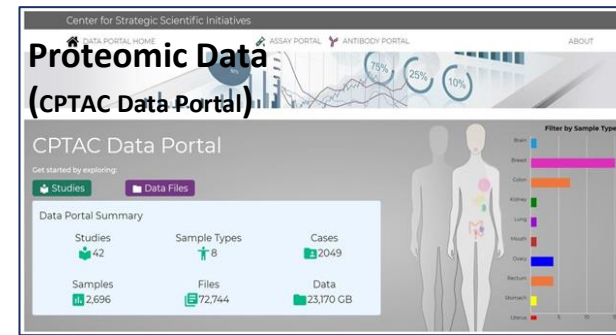 Center for Strategic Scientific Initiatives
DATA PORTAL HOME ASSAY PORTAL ANTIBODY PORTAL ABOUT
Proteomic Data
(CPTAC Data Portal)
75% 25% 10%
CPTAC Data Portal
Get started by exploring:
Studies Data Files
Data Portal Summary
Studies Sample Types Cases
42 8 2049
Samples Files Data
2,696 72,744 23,170 GB
Filter by Sample Type
Brain
Breast
Colon
Kidney
Lung
Mouth
Ovary
Rectum
Stomach
Uterus
5 10